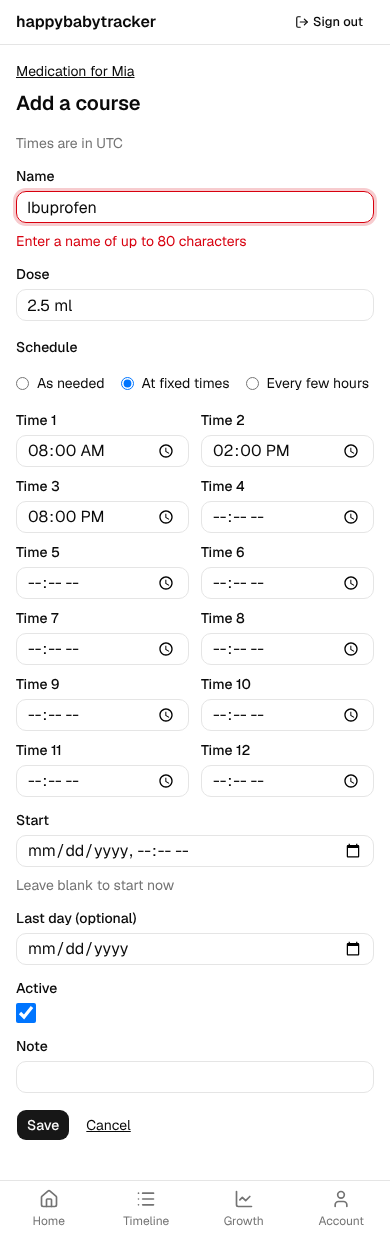 happybabytracker
Sign out
Medication for Mia
Add a course
Times are in UTC
Name
Ibuprofen
Enter a name of up to 80 characters
Dose
2.5 ml
Schedule
As needed At fixed times Every few hours
Time 1 Time 2
08:00 AM 02:00 PM
Time 3 Time 4
08:00 PM --:-- --
Time 5 Time 6
--:-- -- --:-- --
Time 7 Time 8
--:-- -- --:-- --
Time 9 Time 10
--:-- -- --:-- --
Time 11 Time 12
--:-- -- --:-- --
Start
mm/dd/yyyy, --:-- --
Leave blank to start now
Last day (optional)
mm/dd/yyyy
Active
Note
Save Cancel
Home Timeline Growth Account